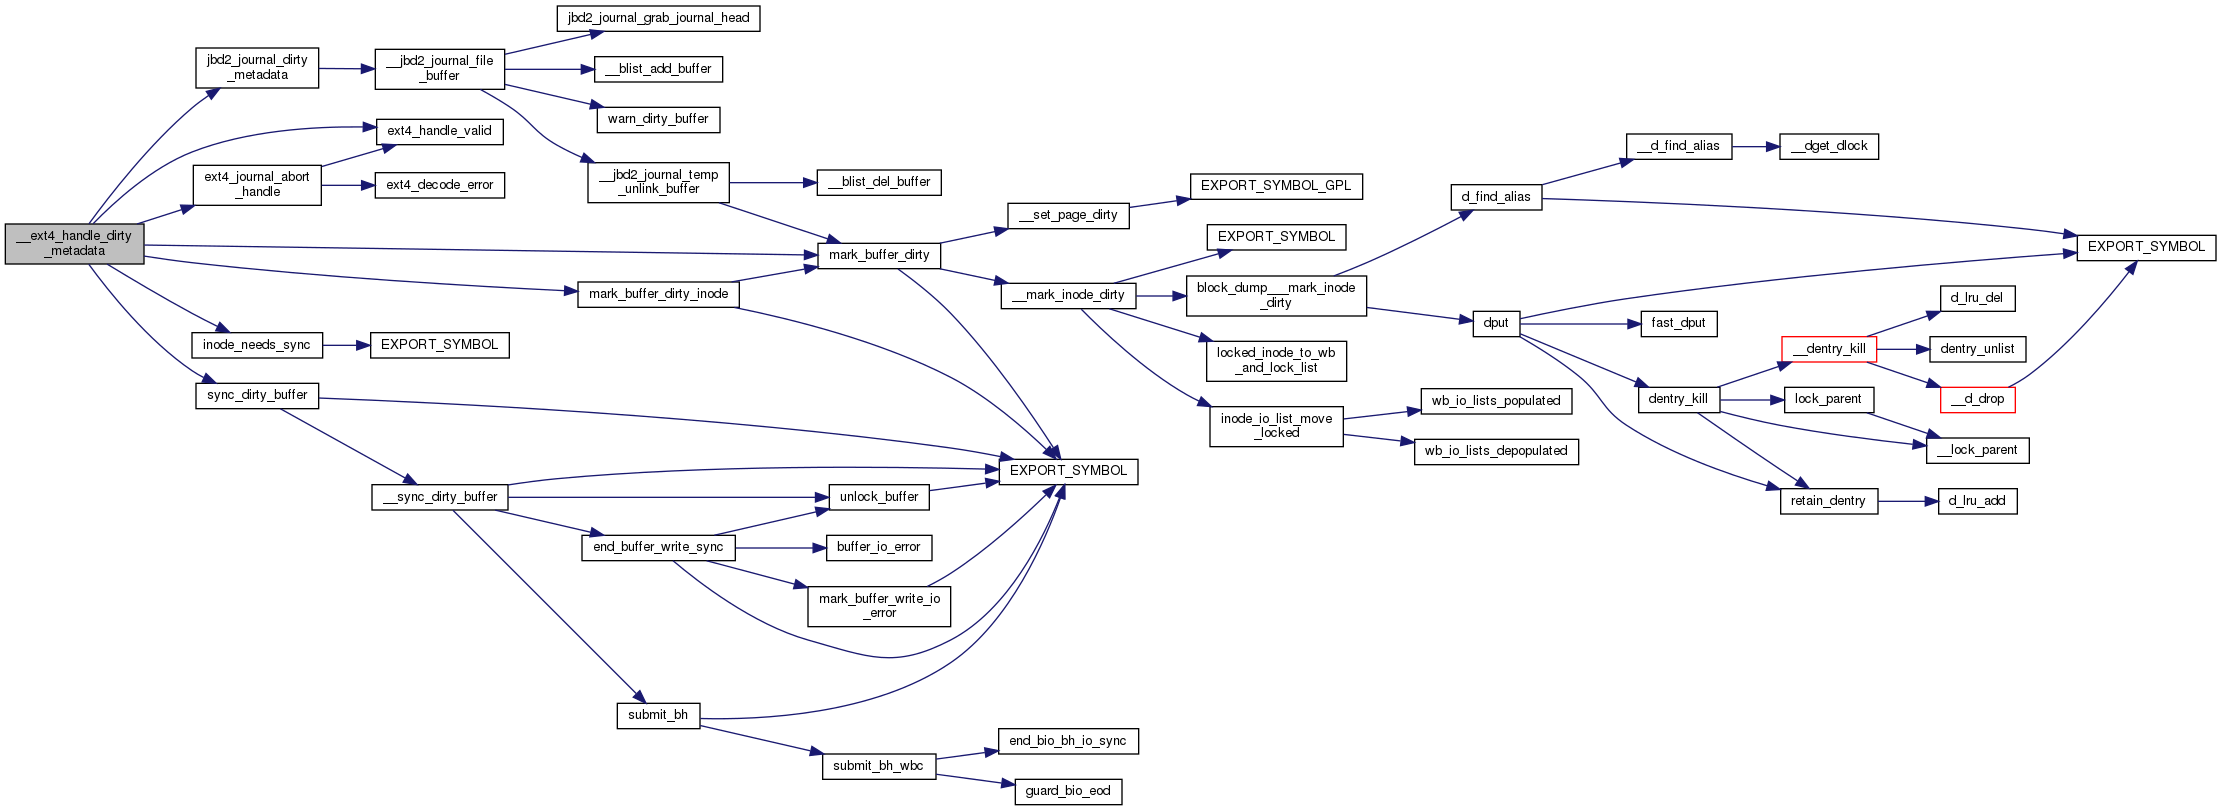 __ext4_handle_dirty
_metadata
jbd2_journal_dirty
_metadata
__jbd2_journal_file
_buffer
jbd2_journal_grab_journal_head
__blist_add_buffer
warn_dirty_buffer
__jbd2_journal_temp
_unlink_buffer
__blist_del_buffer
ext4_handle_valid
ext4_journal_abort
_handle
ext4_decode_error
mark_buffer_dirty
mark_buffer_dirty_inode
__set_page_dirty
EXPORT_SYMBOL_GPL
__mark_inode_dirty
EXPORT_SYMBOL
block_dump___mark_inode
_dirty
locked_inode_to_wb
_and_lock_list
inode_io_list_move
_locked
wb_io_lists_populated
wb_io_lists_depopulated
d_find_alias
__d_find_alias
__dget_dlock
EXPORT_SYMBOL
dput
fast_dput
dentry_kill
__dentry_kill
d_lru_del
dentry_unlist
__d_drop
lock_parent
__lock_parent
retain_dentry
d_lru_add
inode_needs_sync
EXPORT_SYMBOL
sync_dirty_buffer
__sync_dirty_buffer
EXPORT_SYMBOL
unlock_buffer
end_buffer_write_sync
buffer_io_error
mark_buffer_write_io
_error
submit_bh
submit_bh_wbc
end_bio_bh_io_sync
guard_bio_eod